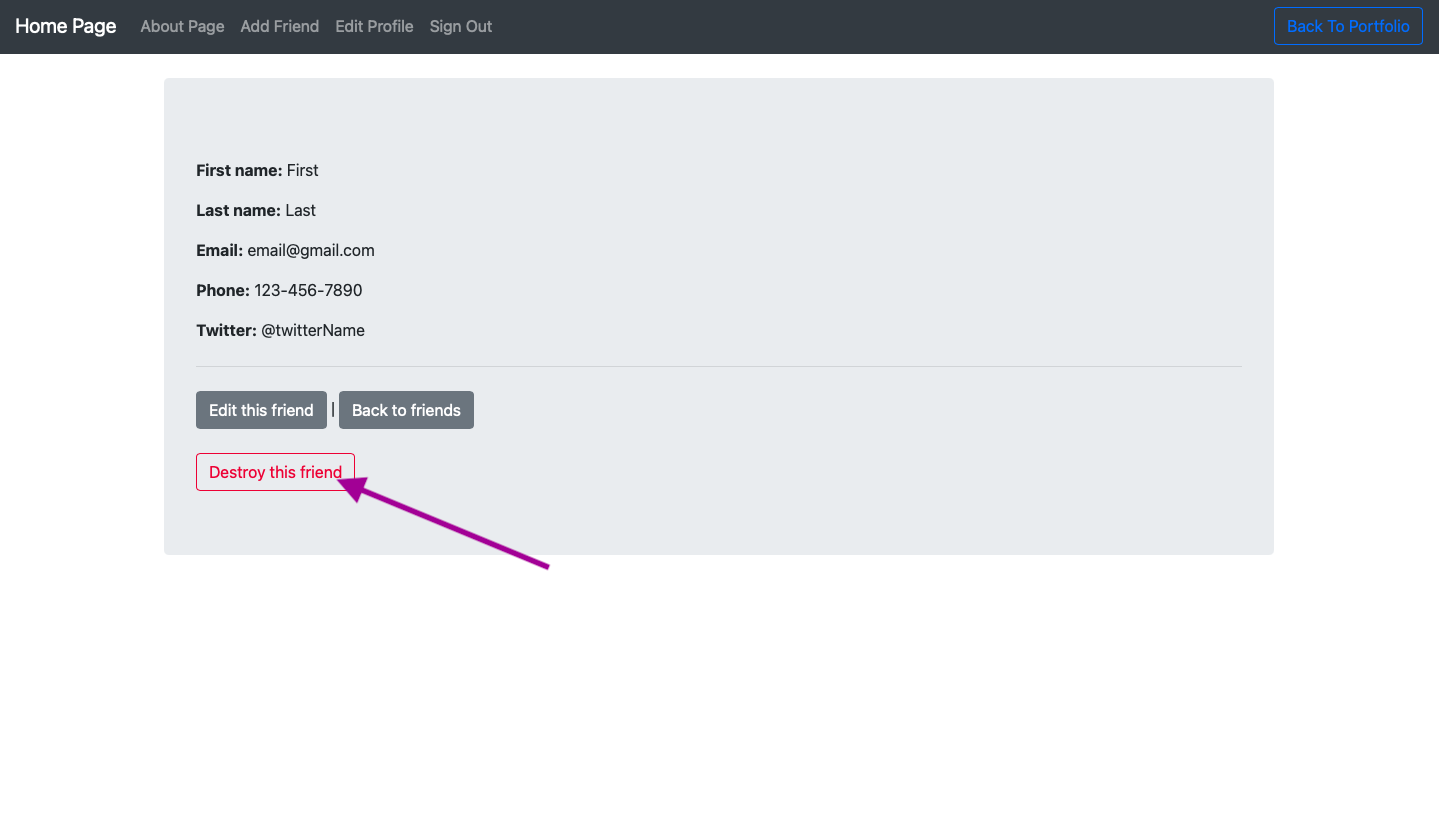 Home Page About Page Add Friend Edit Profile Sign Out Back To Portfolio
First name: First
Last name: Last
Email: email@gmail.com
Phone: 123-456-7890
Twitter: @twitterName
Edit this friend | Back to friends
Destroy this friend